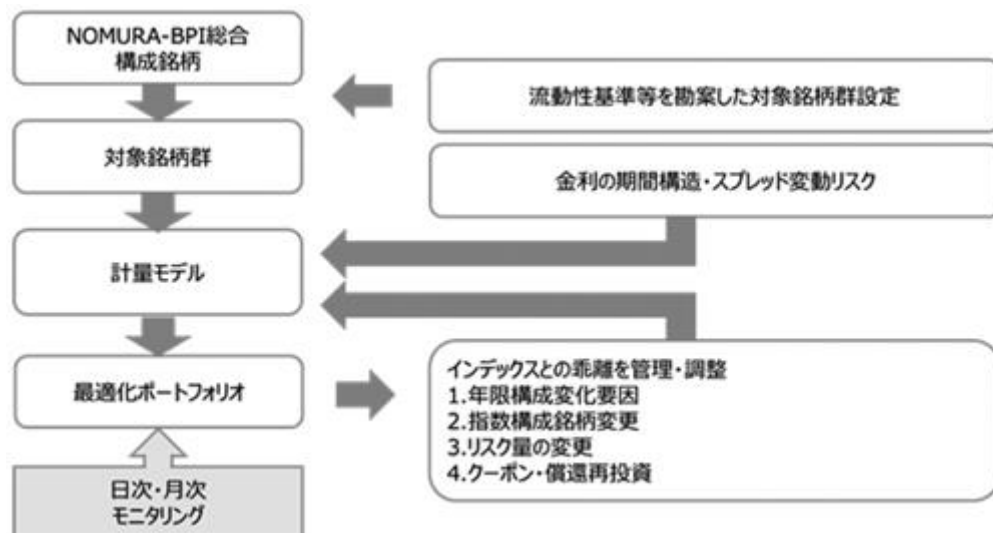 NOMURA-BPI総合
構成銘柄
流動性基準等を勘案した対象銘柄群設定
対象銘柄群
金利の期間構造・スプレッド変動リスク
計量モデル
最適化ポートフォリオ
インデックスとの乖離を管理・調整
1.年限構成変化要因
2.指数構成銘柄変更
3.リスク量の変更
4.クーポン・償還再投資
日次・月次
モニタリング